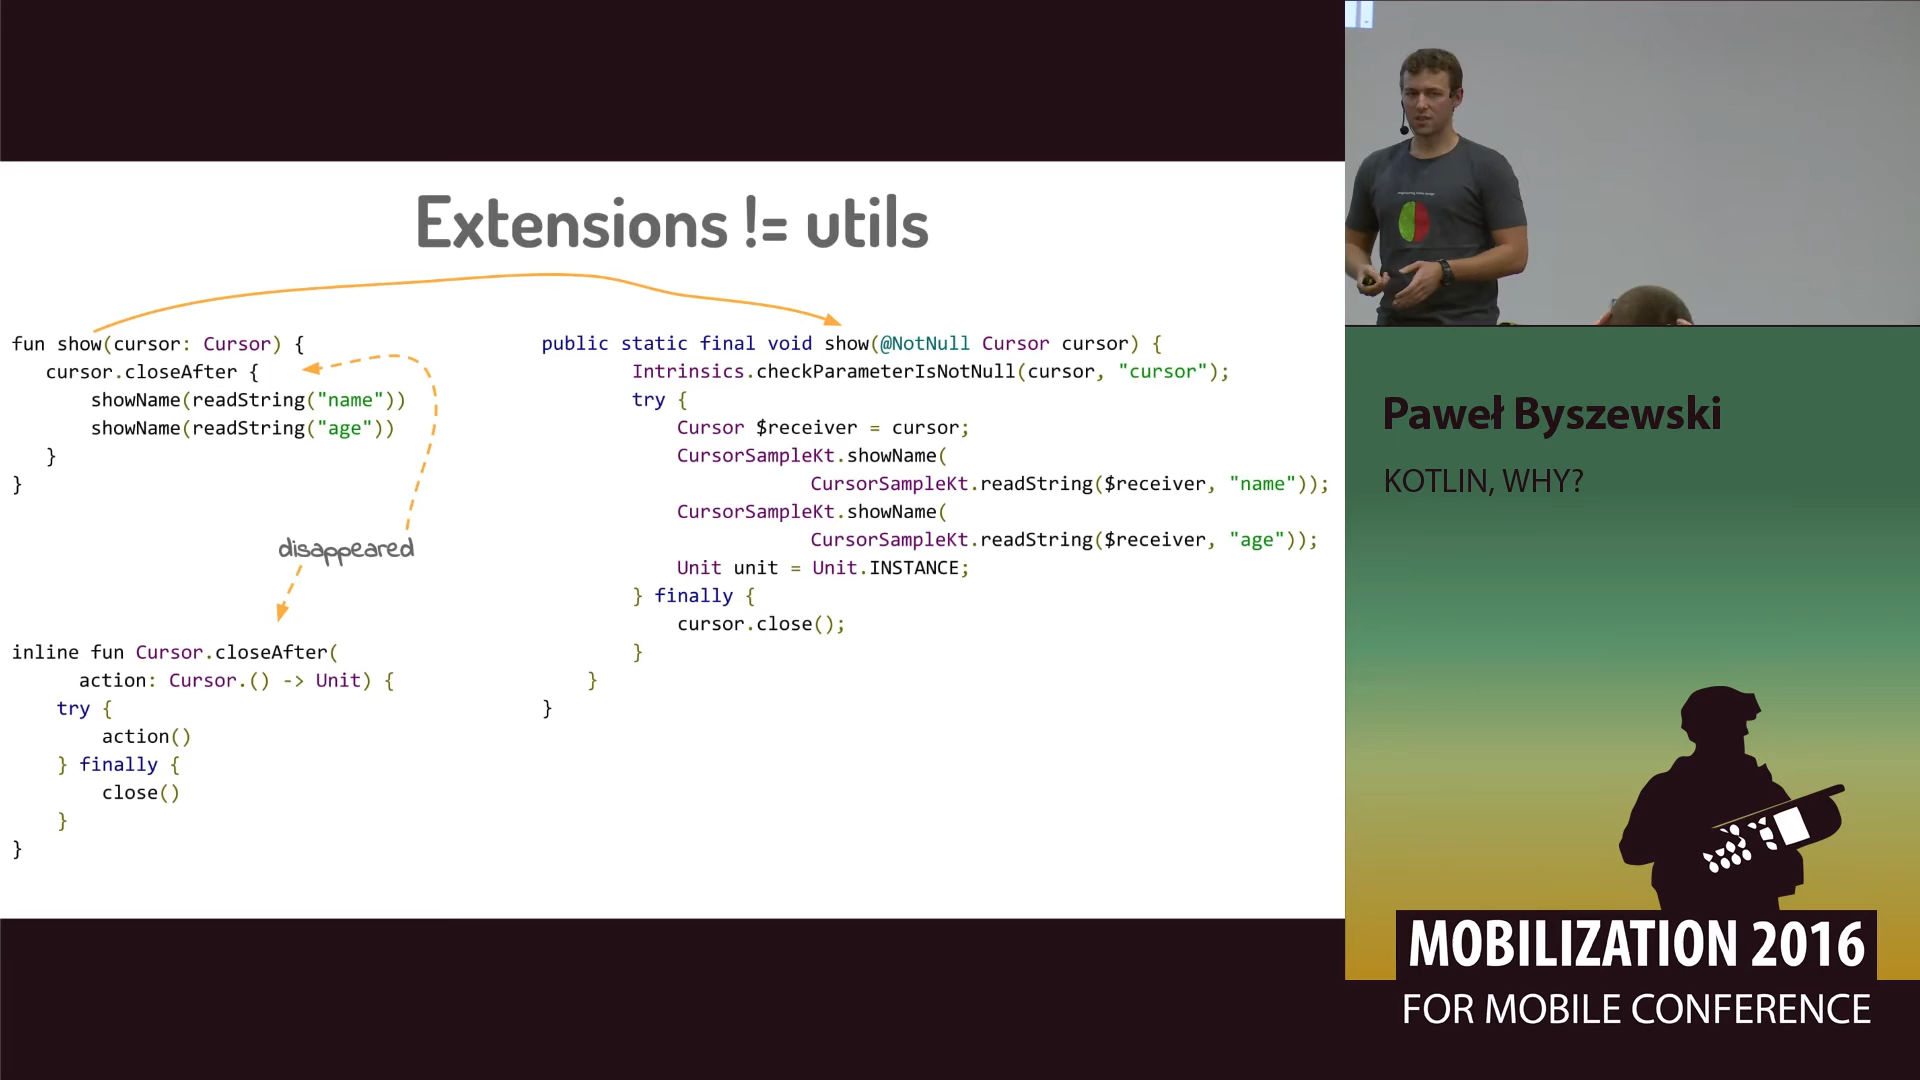 Extensions != utils
fun show(cursor: Cursor) {
cursor.closeAfter {
showName(readString("name"))
showName(readString("age"))
}
}
disappeared
inline fun Cursor.closeAfter(
action: Cursor.() -> Unit) {
try {
action()
} finally {
close()
}
}
public static final void show(@NotNull Cursor cursor) {
Intrinsics.checkParameterIsNotNull(cursor, "cursor");
try {
Cursor $receiver = cursor;
CursorSampleKt.showName(
CursorSampleKt.readString($receiver, "name"));
CursorSampleKt.showName(
CursorSampleKt.readString($receiver, "age"));
Unit unit = Unit.INSTANCE;
} finally {
cursor.close();
}
}
}
Paweł Byszewski
KOTLIN, WHY?
MOBILIZATION 2016
FOR MOBILE CONFERENCE